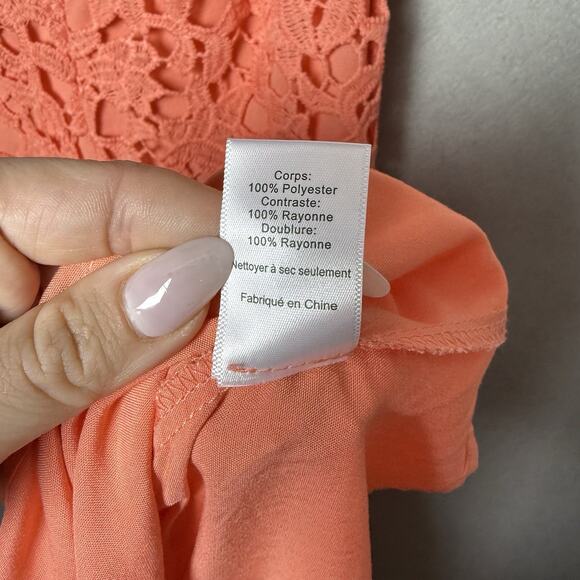 Corps:
100% Polyester
Contraste:
100% Rayonne
Doublure:
100% Rayonne
Nettoyer à sec seulement
Fabriqué en Chine